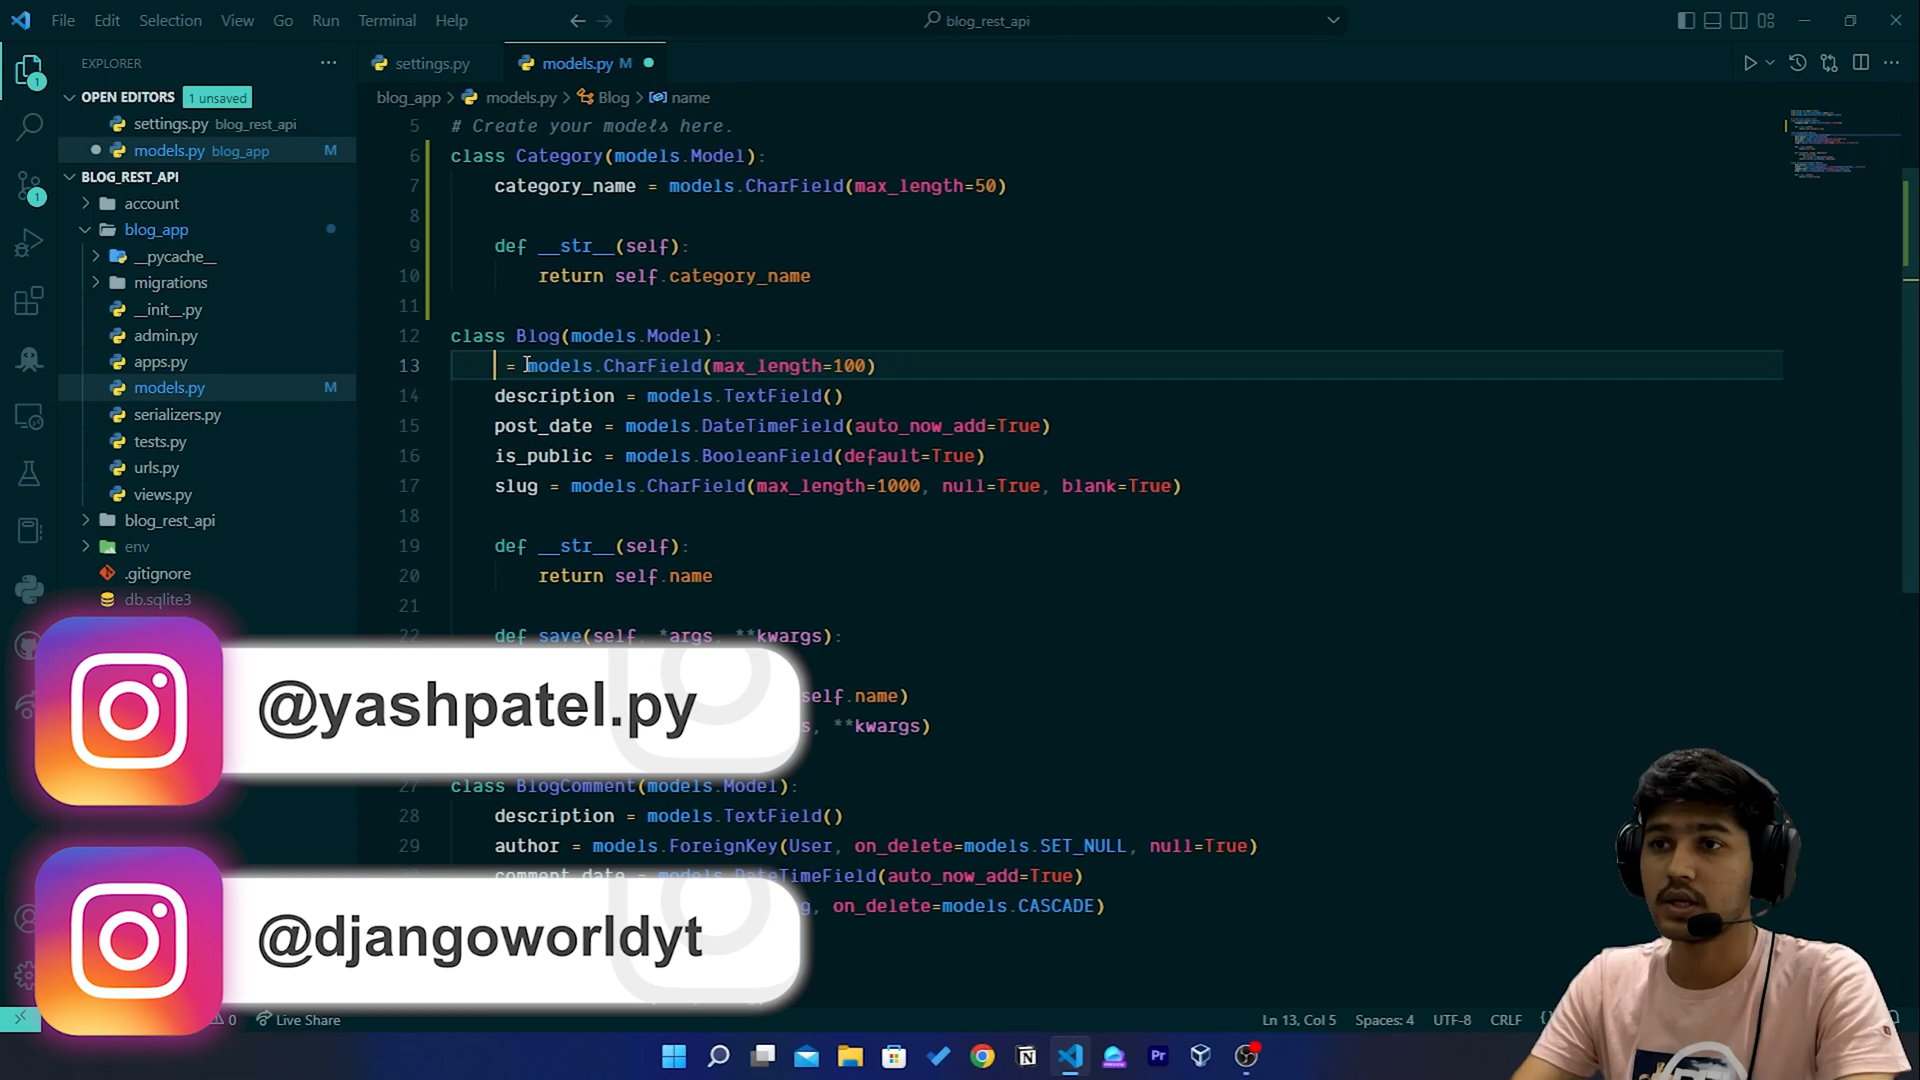 File Edit Selection View Go Run Terminal Help
blog_rest_api
EXPLORER
OPEN EDITORS 1 unsaved
settings.py blog_rest_api
models.py blog_app M
BLOG_REST_API
account
blog_app
__pycache__
migrations
__init__.py
admin.py
apps.py
models.py M
serializers.py
tests.py
urls.py
views.py
blog_rest_api
env
.gitignore
db.sqlite3
settings.py models.py M
blog_app > models.py > Blog > name
5 # Create your models here.
6 class Category(models.Model):
7 category_name = models.CharField(max_length=50)
8
9 def __str__(self):
10 return self.category_name
11
12 class Blog(models.Model):
13 = models.CharField(max_length=100)
14 description = models.TextField()
15 post_date = models.DateTimeField(auto_now_add=True)
16 is_public = models.BooleanField(default=True)
17 slug = models.CharField(max_length=1000, null=True, blank=True)
18
19 def __str__(self):
20 return self.name
21
22 def save(self, *args, **kwargs):
self.name)
**kwargs)
27 class BlogComment(models.Model):
28 description = models.TextField()
29 author = models.ForeignKey(User, on_delete=models.SET_NULL, null=True)
comment_date = models.DateTimeField(auto_now_add=True)
on_delete=models.CASCADE)
@yashpatel.py
@djangoworldyt
0 Live Share
Ln 13, Col 5 Spaces: 4 UTF-8 CRLF